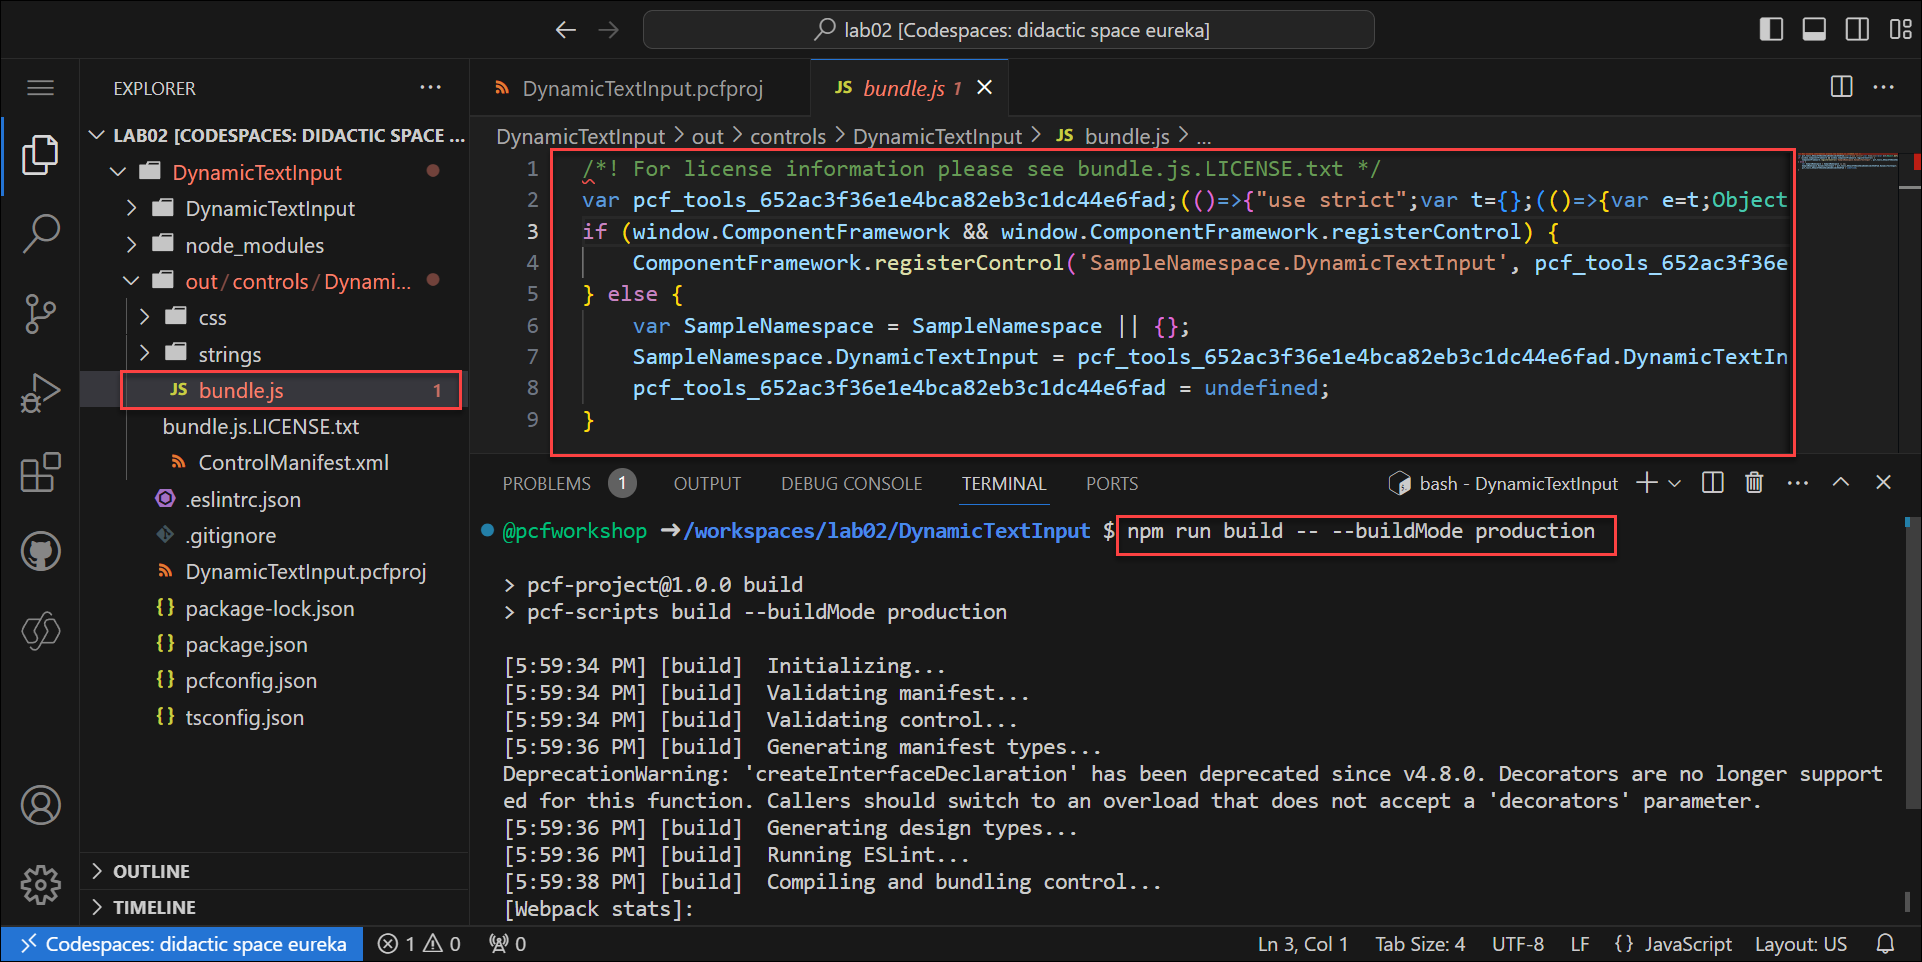 lab02 [Codespaces: didactic space eureka]
EXPLORER
LAB02 [CODESPACES: DIDACTIC SPACE ...
DynamicTextInput
DynamicTextInput
node_modules
out/controls/Dynami...
css
strings
JS bundle.js 1
bundle.js.LICENSE.txt
ControlManifest.xml
.eslintrc.json
.gitignore
DynamicTextInput.pcfproj
{} package-lock.json
{} package.json
{} pcfconfig.json
{} tsconfig.json
OUTLINE
TIMELINE
DynamicTextInput.pcfproj
JS bundle.js 1
DynamicTextInput > out > controls > DynamicTextInput > JS bundle.js > ...
1 /*! For license information please see bundle.js.LICENSE.txt */
2 var pcf_tools_652ac3f36e1e4bca82eb3c1dc44e6fad;(()=>{"use strict";var t={};(()=>{var e=t;Object
3 if (window.ComponentFramework && window.ComponentFramework.registerControl) {
4 ComponentFramework.registerControl('SampleNamespace.DynamicTextInput', pcf_tools_652ac3f36e
5 } else {
6 var SampleNamespace = SampleNamespace || {};
7 SampleNamespace.DynamicTextInput = pcf_tools_652ac3f36e1e4bca82eb3c1dc44e6fad.DynamicTextIn
8 pcf_tools_652ac3f36e1e4bca82eb3c1dc44e6fad = undefined;
9 }
PROBLEMS 1 OUTPUT DEBUG CONSOLE TERMINAL PORTS
bash - DynamicTextInput
@pcfworkshop ➜/workspaces/lab02/DynamicTextInput $ npm run build -- --buildMode production
> pcf-project@1.0.0 build
> pcf-scripts build --buildMode production
[5:59:34 PM] [build] Initializing...
[5:59:34 PM] [build] Validating manifest...
[5:59:34 PM] [build] Validating control...
[5:59:36 PM] [build] Generating manifest types...
DeprecationWarning: 'createInterfaceDeclaration' has been deprecated since v4.8.0. Decorators are no longer support
ed for this function. Callers should switch to an overload that does not accept a 'decorators' parameter.
[5:59:36 PM] [build] Generating design types...
[5:59:36 PM] [build] Running ESLint...
[5:59:38 PM] [build] Compiling and bundling control...
[Webpack stats]:
Codespaces: didactic space eureka 1 0 0 Ln 3, Col 1 Tab Size: 4 UTF-8 LF {} JavaScript Layout: US